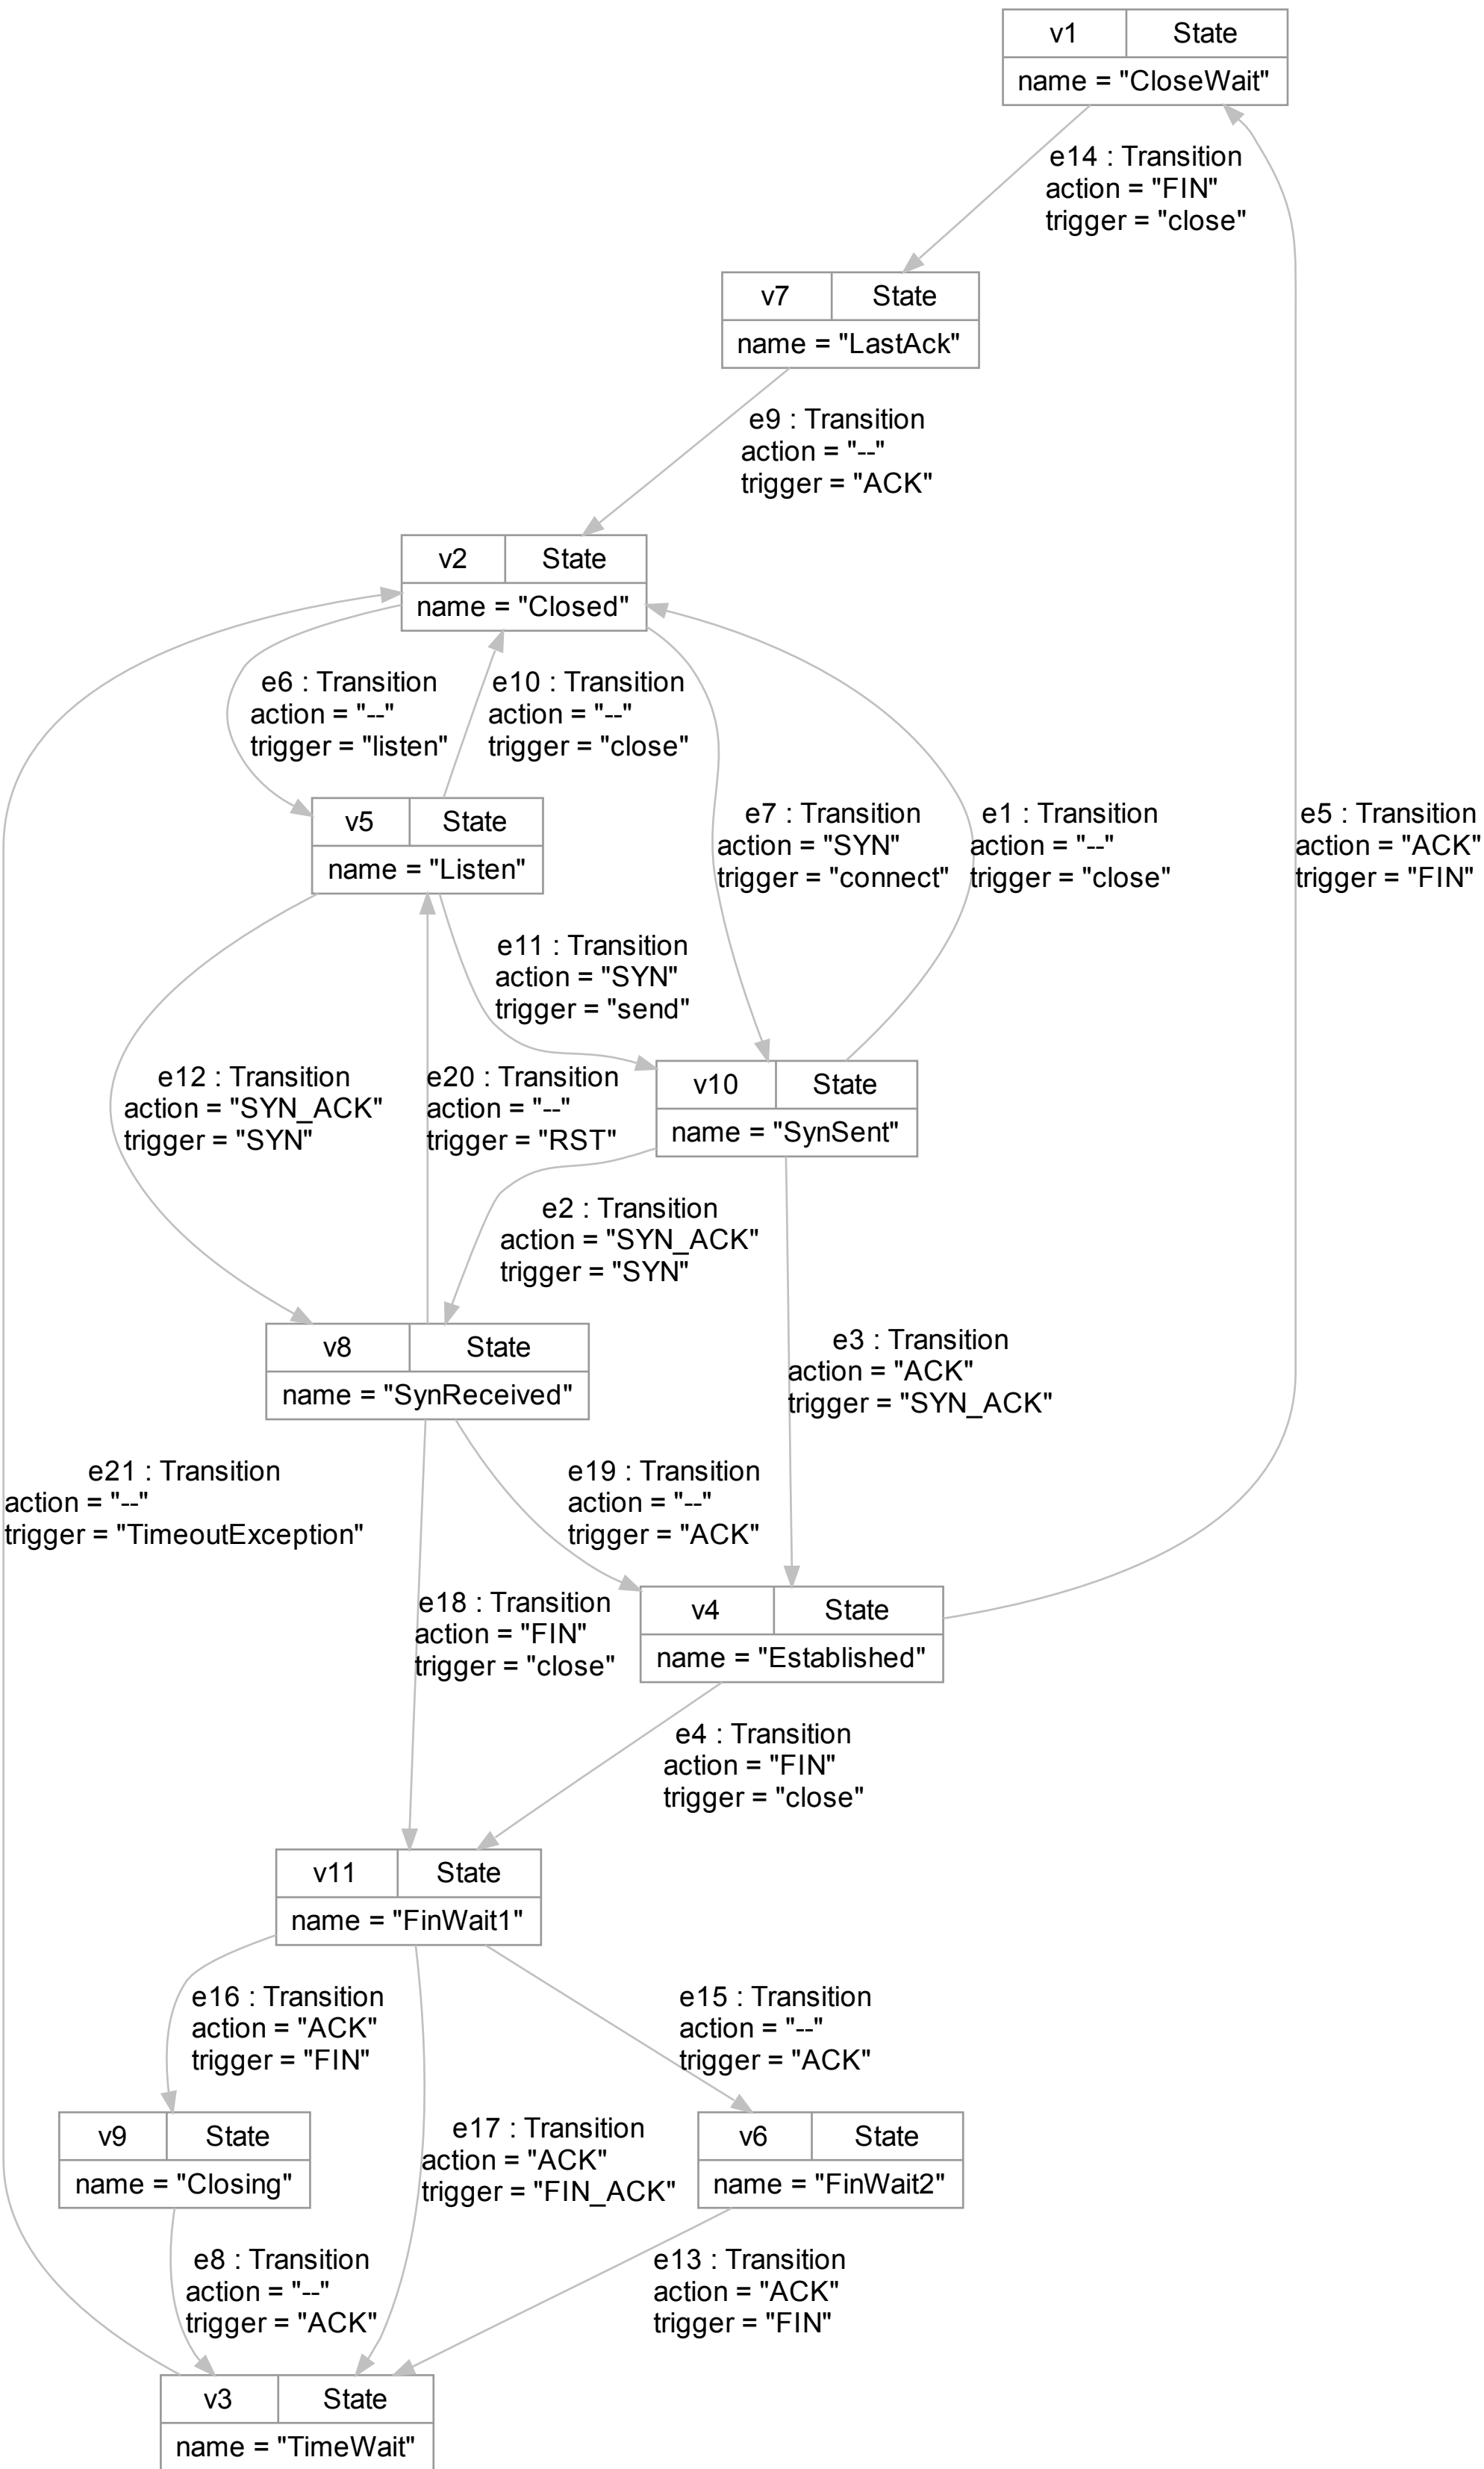 v1 State
name = "CloseWait"
e14 : Transition
action = "FIN"
trigger = "close"
v7 State
name = "LastAck"
e9 : Transition
action = "--"
trigger = "ACK"
v2 State
name = "Closed"
e6 : Transition
action = "--"
trigger = "listen"
e10 : Transition
action = "--"
trigger = "close"
v5 State
name = "Listen"
e7 : Transition
action = "SYN"
trigger = "connect"
e1 : Transition
action = "--"
trigger = "close"
e5 : Transition
action = "ACK"
trigger = "FIN"
e11 : Transition
action = "SYN"
trigger = "send"
e12 : Transition
action = "SYN_ACK"
trigger = "SYN"
e20 : Transition
action = "--"
trigger = "RST"
v10 State
name = "SynSent"
e2 : Transition
action = "SYN_ACK"
trigger = "SYN"
v8 State
name = "SynReceived"
e3 : Transition
action = "ACK"
trigger = "SYN_ACK"
e21 : Transition
action = "--"
trigger = "TimeoutException"
e19 : Transition
action = "--"
trigger = "ACK"
e18 : Transition
action = "FIN"
trigger = "close"
v4 State
name = "Established"
e4 : Transition
action = "FIN"
trigger = "close"
v11 State
name = "FinWait1"
e16 : Transition
action = "ACK"
trigger = "FIN"
e15 : Transition
action = "--"
trigger = "ACK"
v9 State
name = "Closing"
e17 : Transition
action = "ACK"
trigger = "FIN_ACK"
v6 State
name = "FinWait2"
e8 : Transition
action = "--"
trigger = "ACK"
e13 : Transition
action = "ACK"
trigger = "FIN"
v3 State
name = "TimeWait"